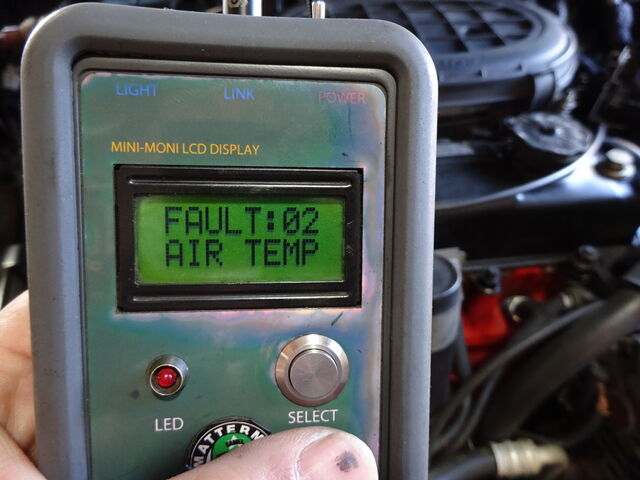 LIGHT LINK POWER
MINI-MONI LCD DISPLAY
FAULT:02
AIR TEMP
LED
SELECT